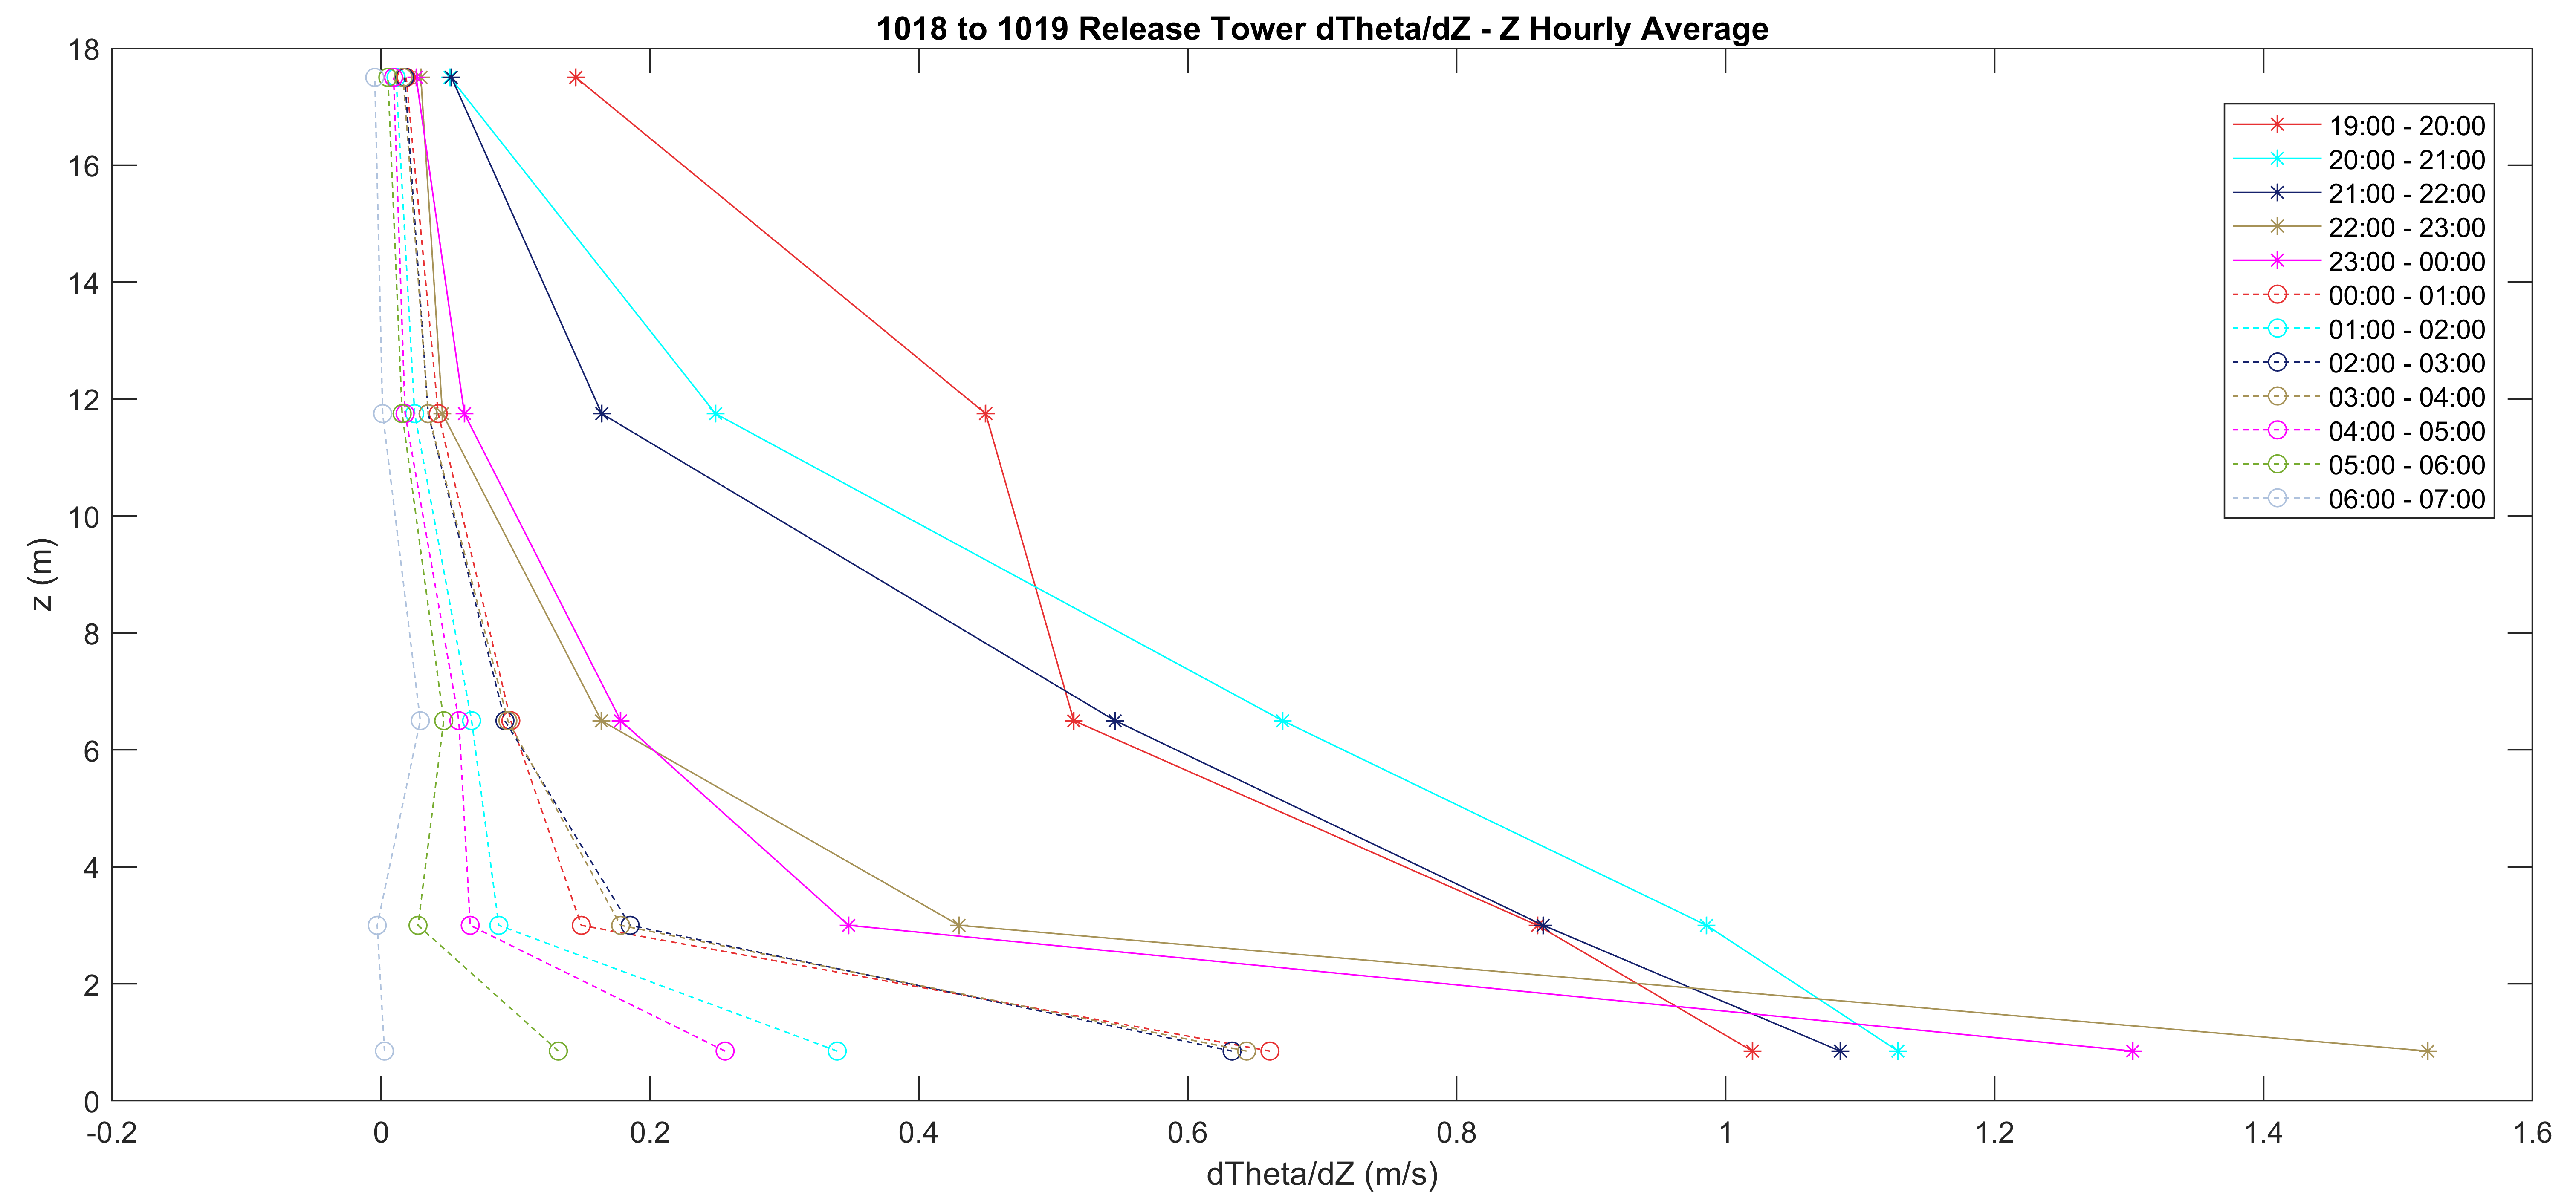 1018 to 1019 Release Tower dTheta/dZ - Z Hourly Average
18
16
14
12
10
8
6
4
2
0
z (m)
-0.2 0 0.2 0.4 0.6 0.8 1 1.2 1.4 1.6
dTheta/dZ (m/s)
19:00 - 20:00
20:00 - 21:00
21:00 - 22:00
22:00 - 23:00
23:00 - 00:00
00:00 - 01:00
01:00 - 02:00
02:00 - 03:00
03:00 - 04:00
04:00 - 05:00
05:00 - 06:00
06:00 - 07:00